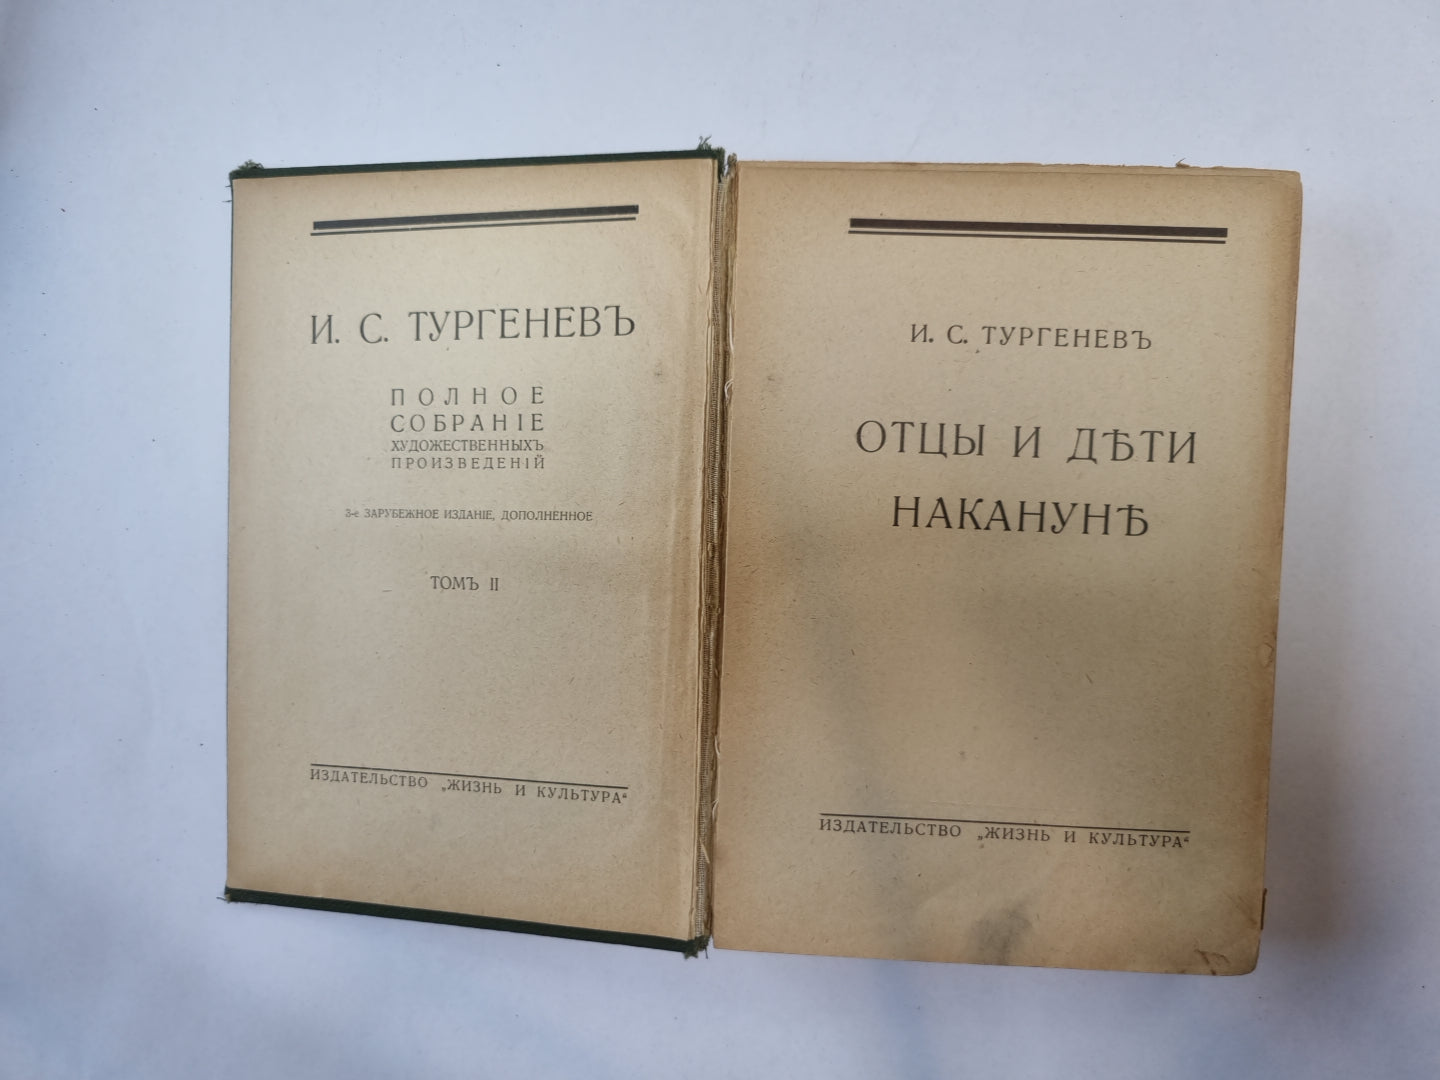 И. С. ТУРГЕНЕВЪ
ПОЛНОЕ
СОБРАНІЕ
ХУДОЖЕСТВЕННЫХЪ
ПРОИЗВЕДЕНІЙ
3-е ЗАРУБЕЖНОЕ ИЗДАНІЕ, ДОПОЛНЕННОЕ
ТОМЪ II
ИЗДАТЕЛЬСТВО „ЖИЗНЬ И КУЛЬТУРА“
И. С. ТУРГЕНЕВЪ
ОТЦЫ И ДѢТИ
НАКАНУНѢ
ИЗДАТЕЛЬСТВО „ЖИЗНЬ И КУЛЬТУРА“